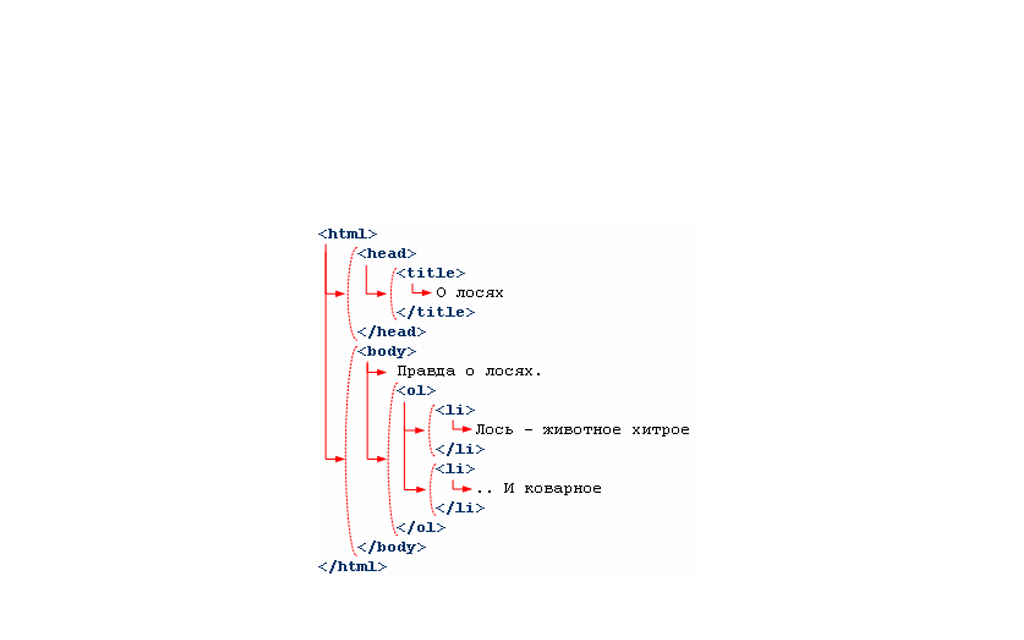 <html>
<head>
<title>
О лосях
</title>
</head>
<body>
Правда о лосях.
<ol>
<li>
Лось - животное хитрое
</li>
<li>
.. И коварное
</li>
</ol>
</body>
</html>